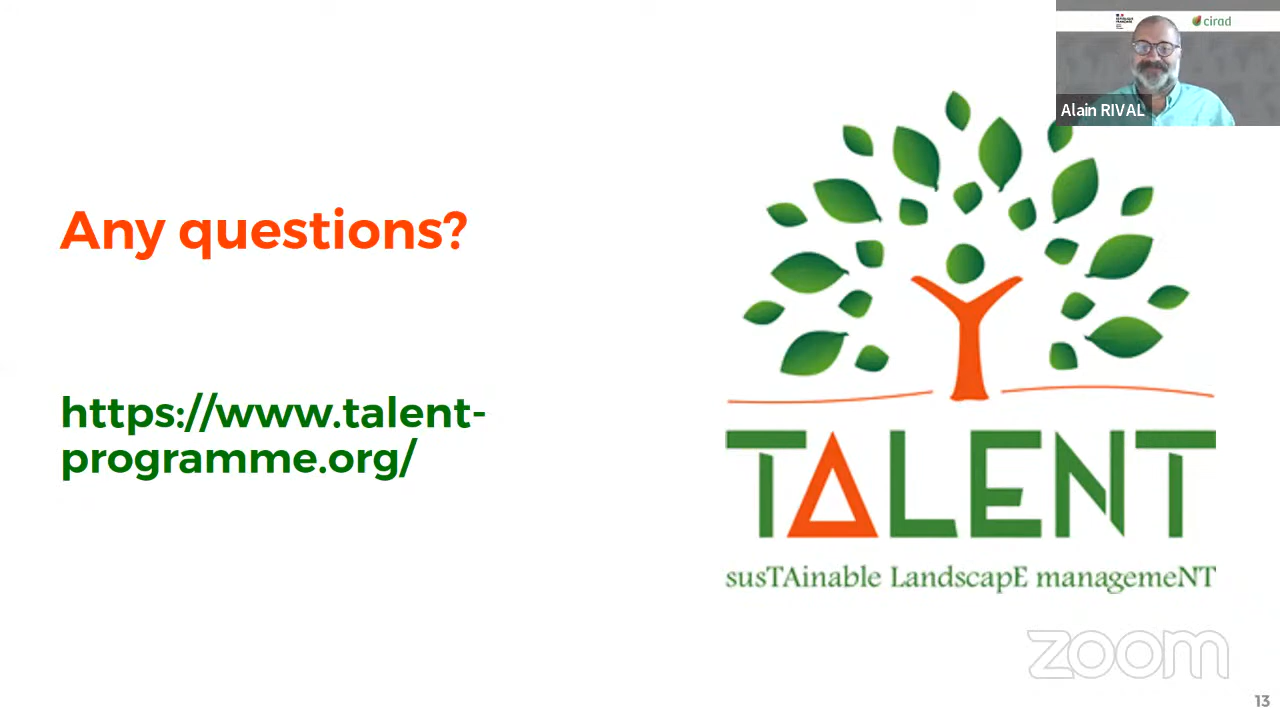 cirad
Alain RIVAL
Any questions?
https://www.talent-
programme.org/
TALENT
susTAinable LandscapE managemeNT
zoom
13